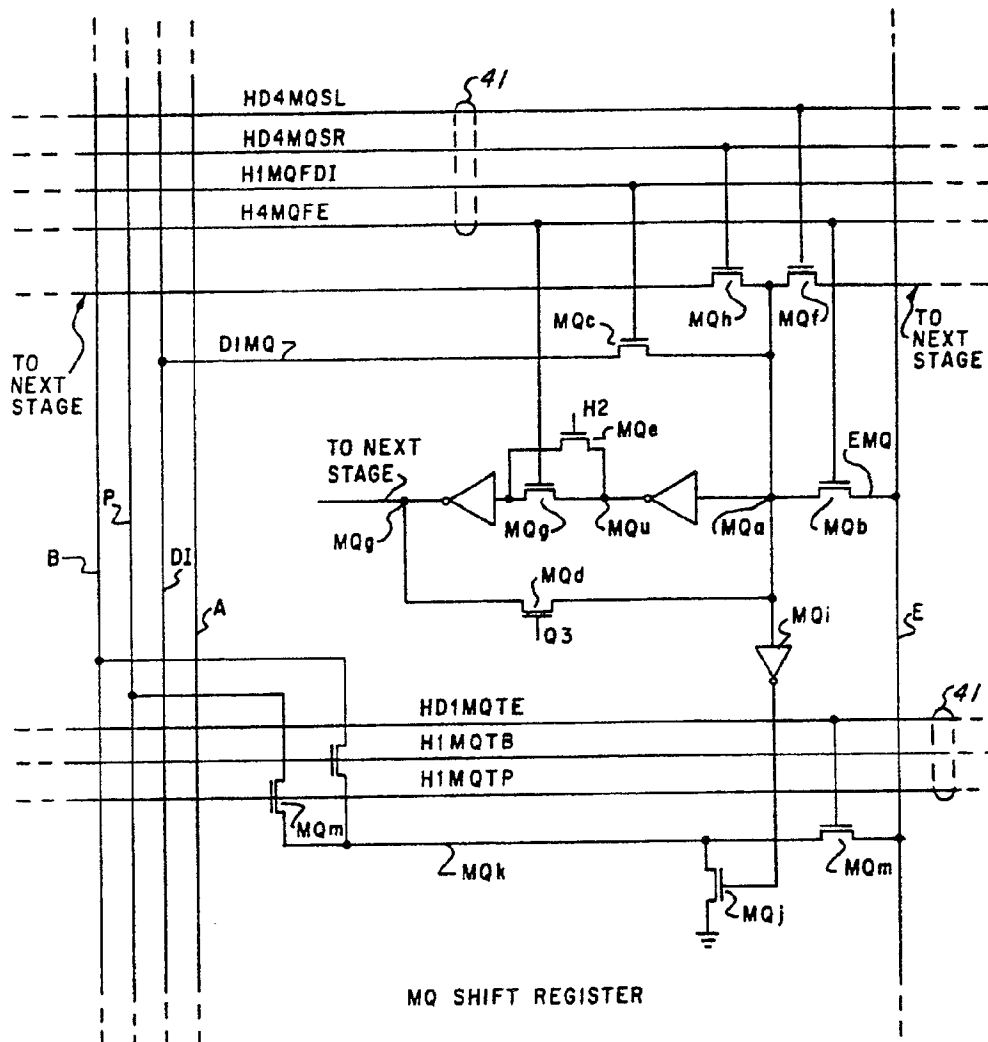 41
HD4MQSL
HD4MQSR
H1MQFDI
H4MQFE
MQc
MQh
MQf
TO
NEXT
STAGE
DIMQ
TO
NEXT
STAGE
H2
MQe
TO NEXT
STAGE
EMQ
P
MQg
MQg
MQu
MQa
MQb
B
DI
MQd
A
Q3
MQi
E
HD1MQTE
41
H1MQTB
H1MQTP
MQm
MQk
MQm
MQj
MQ SHIFT REGISTER